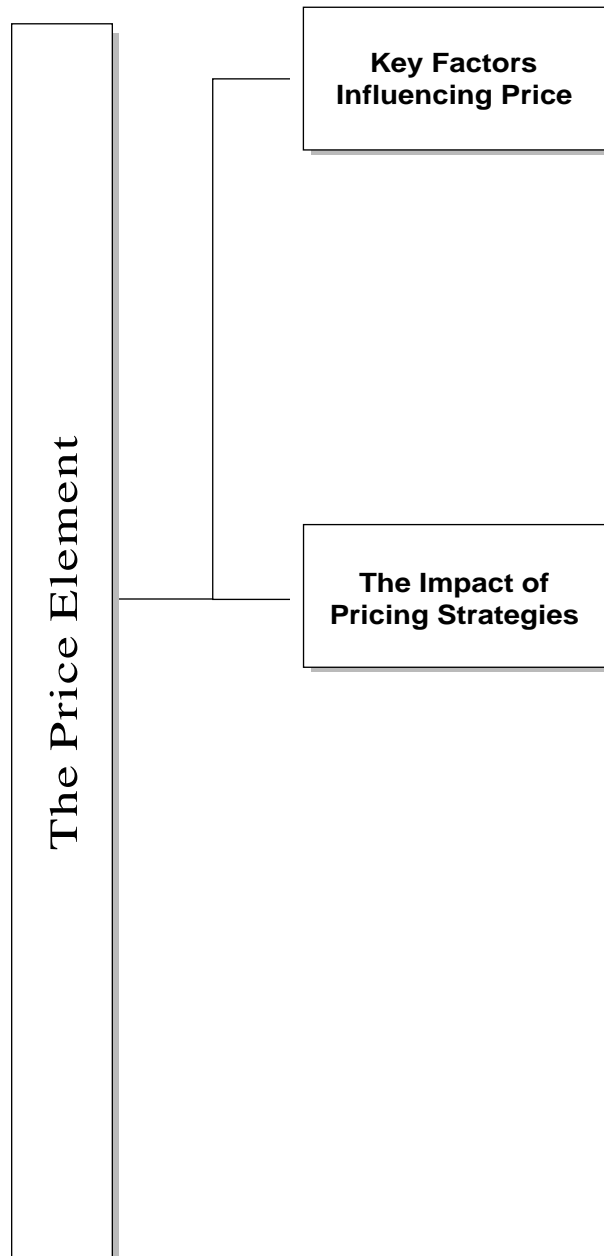 The Price Element
Key Factors
Influencing Price
The Impact of
Pricing Strategies